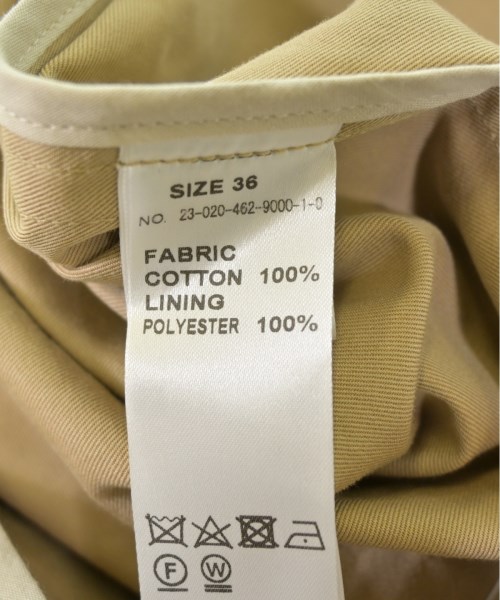 SIZE 36
NO. 23-020-462-9000-1-0
FABRIC
COTTON 100%
LINING
POLYESTER 100%
F W